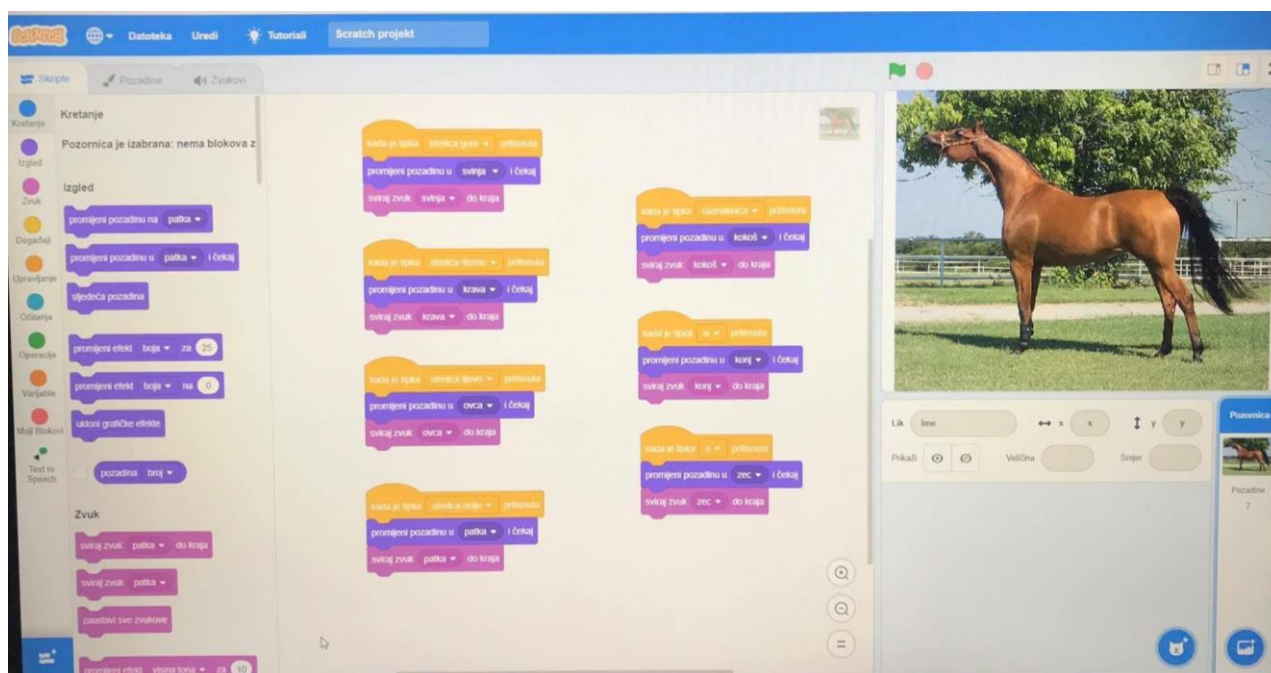 SCRATCH
Datoteka Uredi Tutoriali Scratch projekt
Skripte Pozadine Zvukovi
Kretanje
Izgled
Zvuk
Događaji
Upravljanje
Očitanja
Operacije
Varijable
Moji Blokovi
Text to
Speech
Kretanje
Pozornica je izabrana: nema blokova z
Izgled
promijeni pozadinu na patka
promijeni pozadinu u patka i čekaj
sljedeća pozadina
promijeni efekt boja za 25
promijeni efekt boja na 0
ukloni grafičke efekte
pozadina broj
Zvuk
sviraj zvuk patka do kraja
sviraj zvuk patka
zaustavi sve zvukove
promijeni efekt visina tona za 10
kada je tipka strelica gore pritisnuta
promijeni pozadinu u svinja i čekaj
sviraj zvuk svinja do kraja
kada je tipka strelica desno pritisnuta
promijeni pozadinu u krava i čekaj
sviraj zvuk krava do kraja
kada je tipka strelica lijevo pritisnuta
promijeni pozadinu u ovca i čekaj
sviraj zvuk ovca do kraja
kada je tipka strelica dolje pritisnuta
promijeni pozadinu u patka i čekaj
sviraj zvuk patka do kraja
kada je tipka razmaknica pritisnuta
promijeni pozadinu u kokoš i čekaj
sviraj zvuk kokoš do kraja
kada je tipka w pritisnuta
promijeni pozadinu u konj i čekaj
sviraj zvuk konj do kraja
kada je tipka a pritisnuta
promijeni pozadinu u zec i čekaj
sviraj zvuk zec do kraja
Lik Ime x x y y
Prikaži Veličina Smjer
Pozornica
Pozadine
7